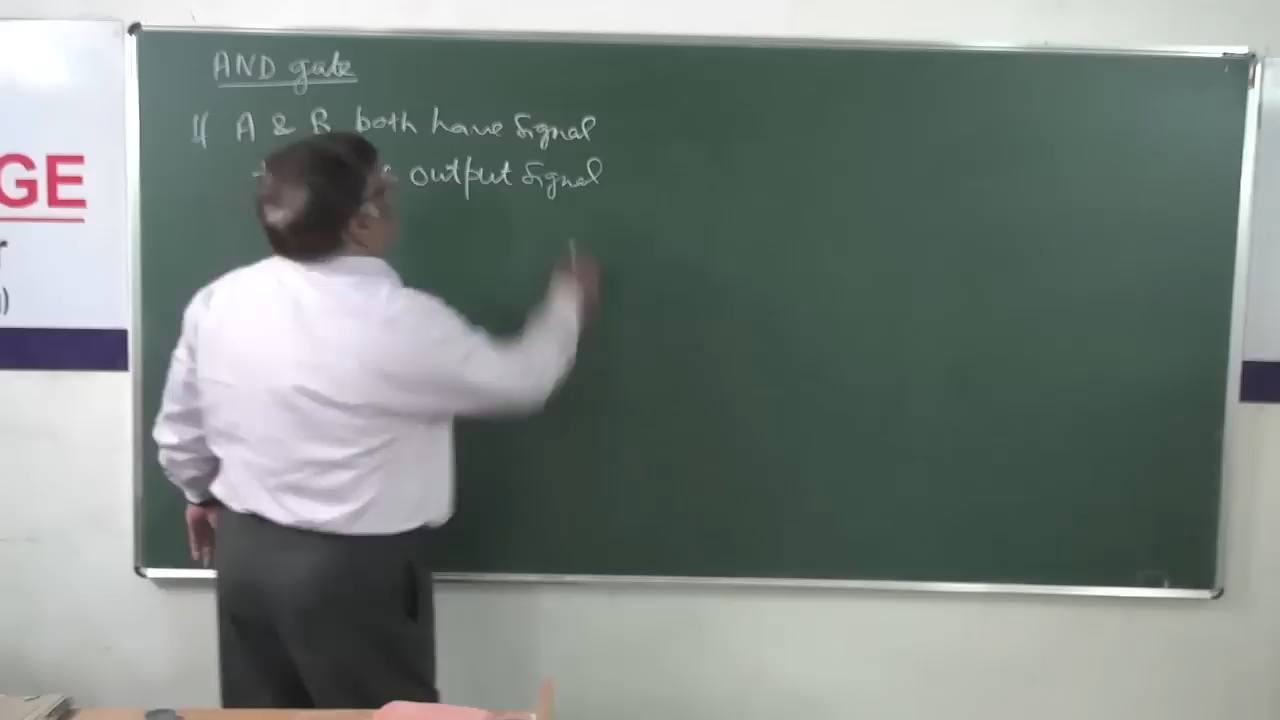 AND gate
If A & B both have Signal
output Signal
GE
r
)